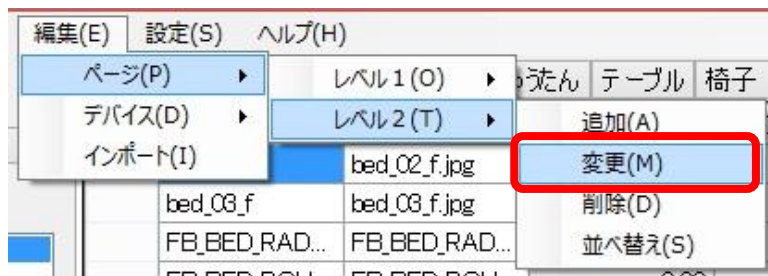 編集(E) 設定(S) ヘルプ(H)
ページ(P) レベル1(O) うたん テーブル 椅子
デバイス(D) レベル2(T) 追加(A)
インポート(I) bed_02_f.jpg 変更(M)
bed_03_f bed_03_f.jpg 削除(D)
FB_BED_RAD... FB_BED_RAD... 並べ替え(S)